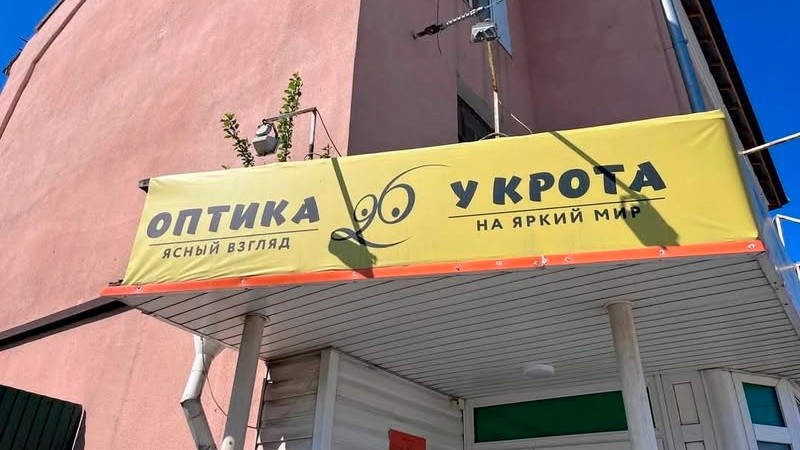 ОПТИКА
ЯСНЫЙ ВЗГЛЯД
У КРОТА
НА ЯРКИЙ МИР